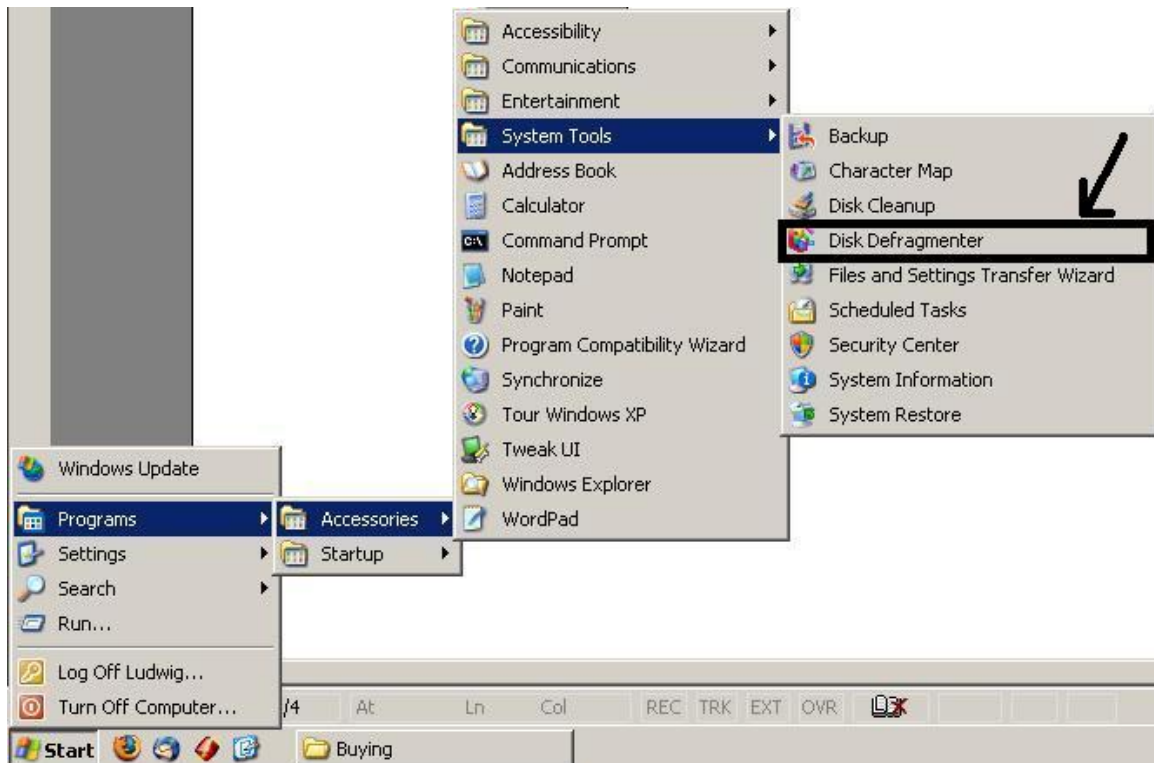 Accessibility
Communications
Entertainment
System Tools
Address Book
Calculator
Command Prompt
Notepad
Paint
Program Compatibility Wizard
Synchronize
Tour Windows XP
Tweak UI
Windows Explorer
WordPad
Backup
Character Map
Disk Cleanup
Disk Defragmenter
Files and Settings Transfer Wizard
Scheduled Tasks
Security Center
System Information
System Restore
Windows Update
Programs
Settings
Search
Run...
Log Off Ludwig...
Turn Off Computer...
Accessories
Startup
/4 At Ln Col REC TRK EXT OVR
Start
Buying